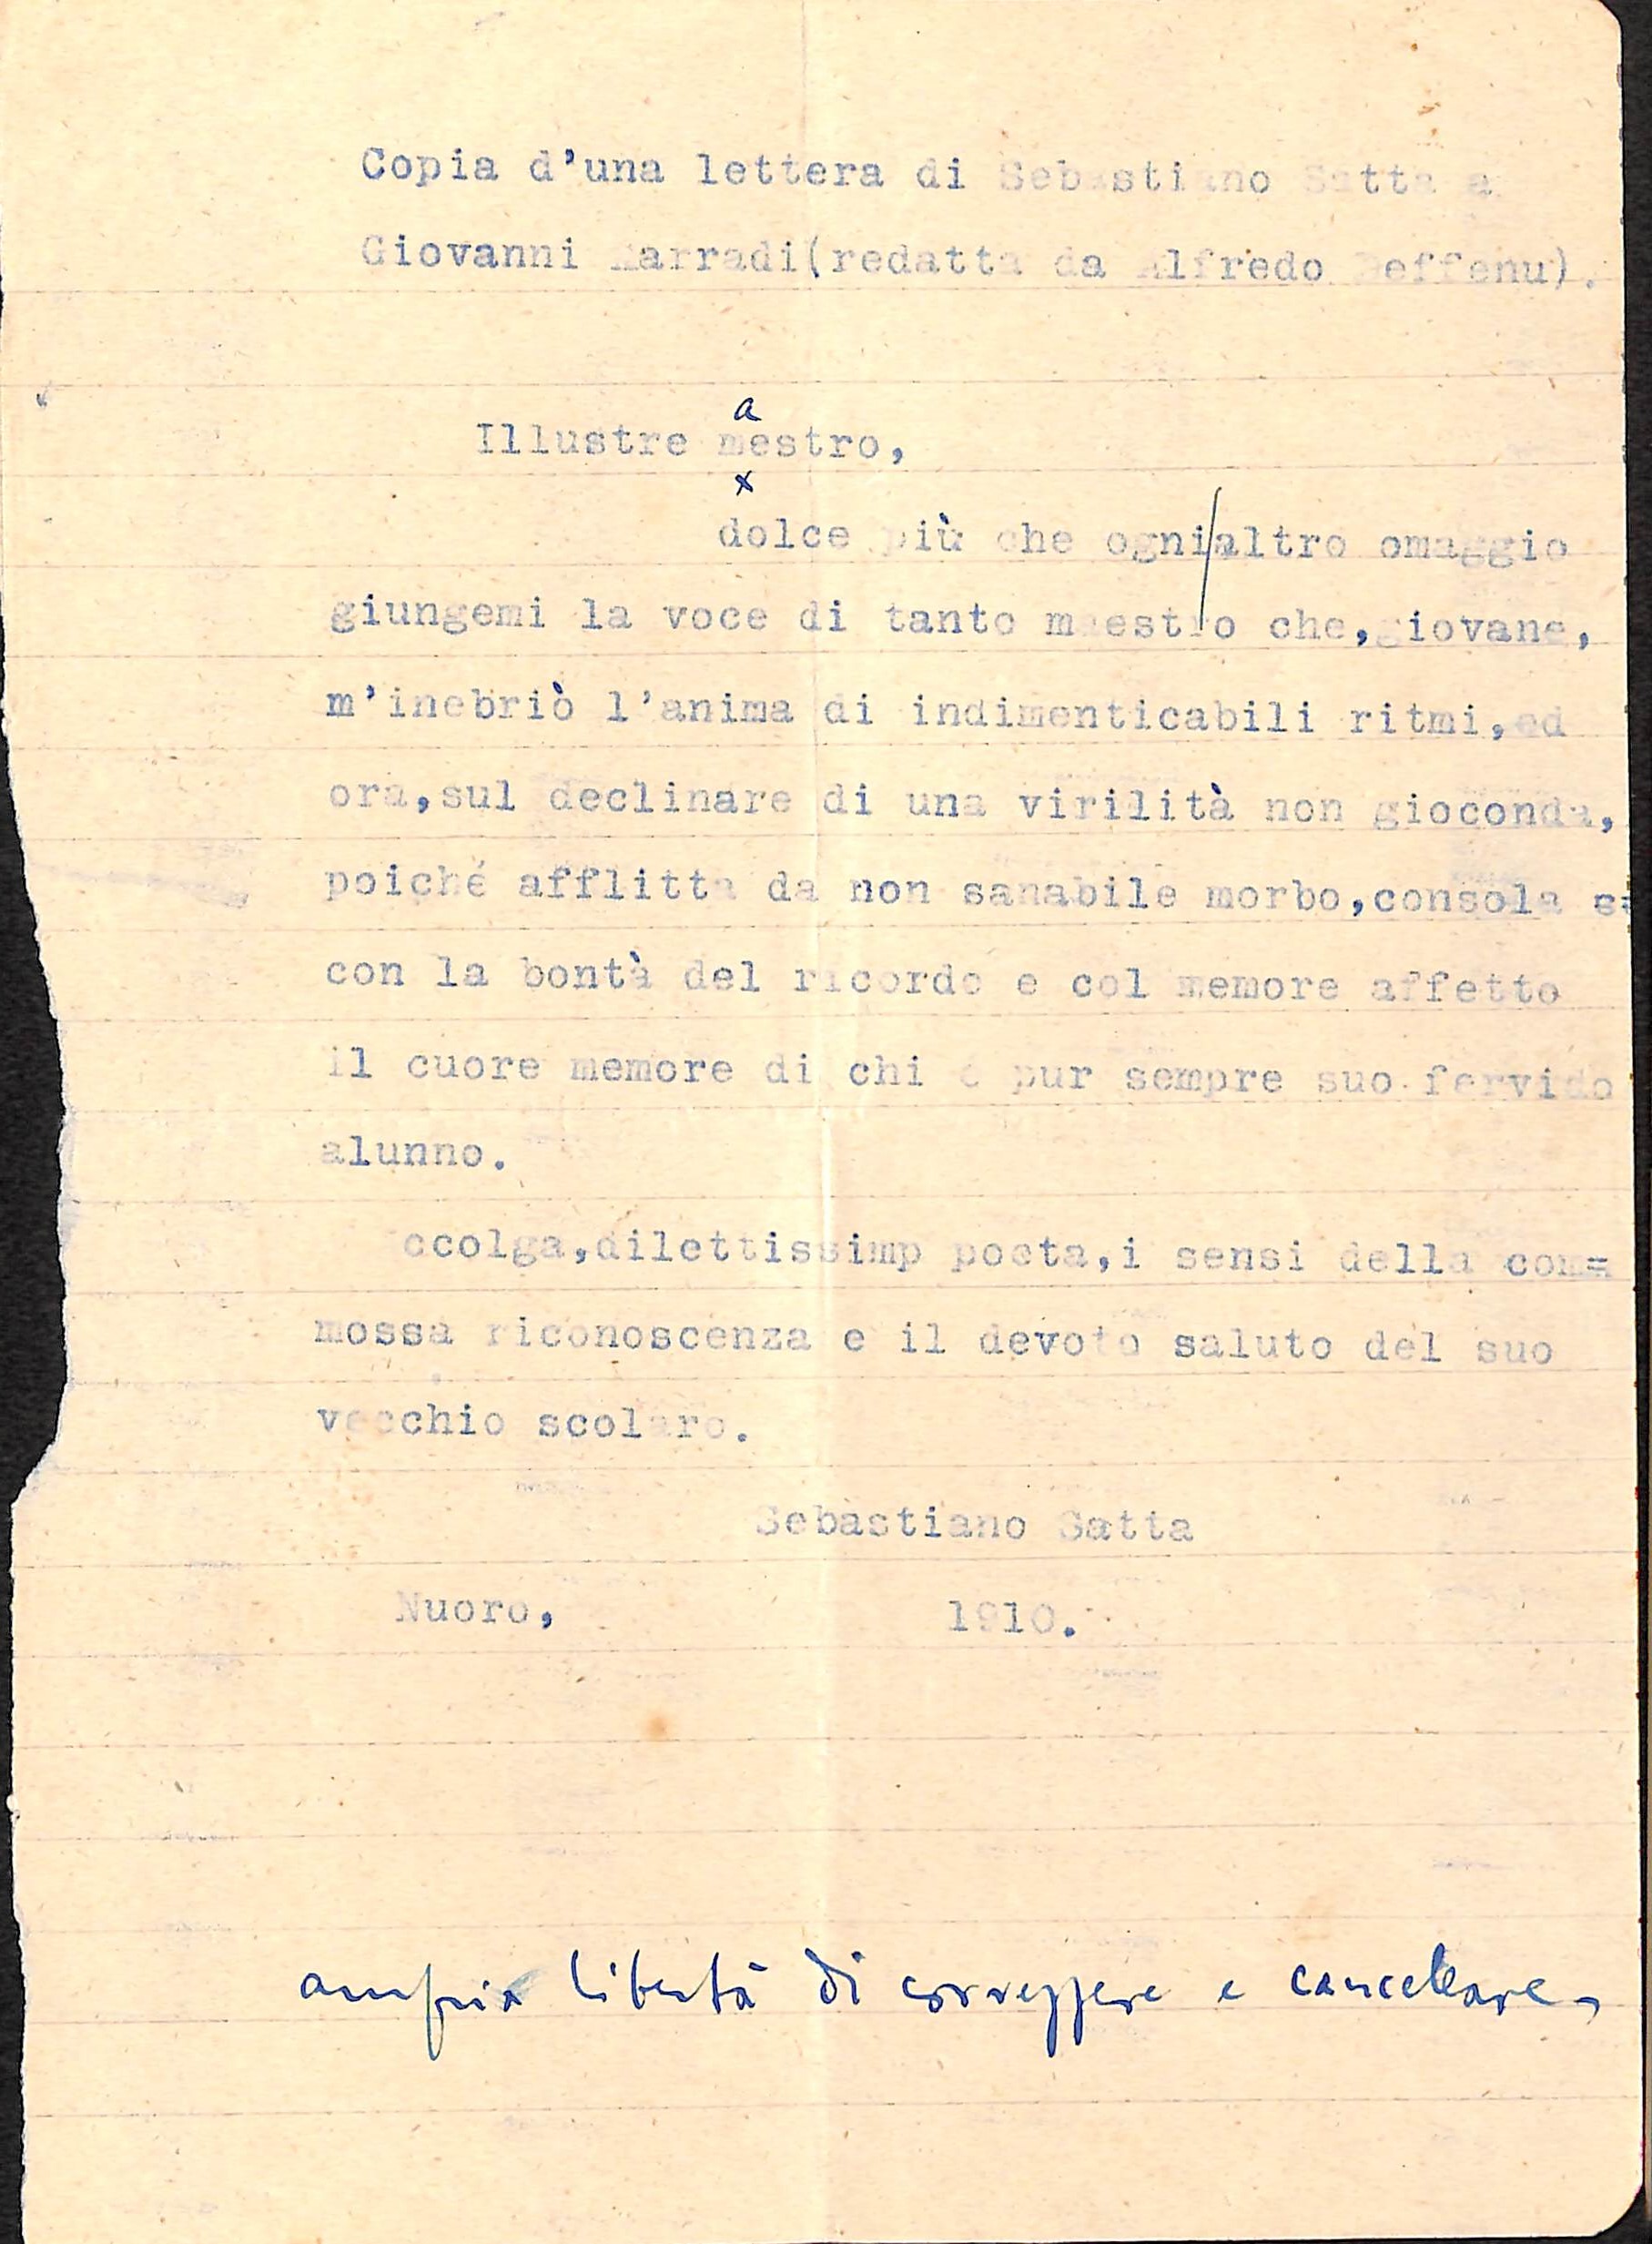 Copia d'una lettera di Sebastiano Satta a
Giovanni Marradi(redatta da Alfredo Deffenu).
a
Illustre mestro,
x
dolce più che ogni/altro omaggio
giungemi la voce di tanto maestro che,giovane,
m'inebriò l'anima di indimenticabili ritmi,ed
ora,sul declinare di una virilità non gioconda,
poiché afflitta da non sanabile morbo,consola
con la bontà del ricordo e col memore affetto
il cuore memore di chi è pur sempre suo fervido
alunno.
ccolga,dilettissimp poeta,i sensi della com=
mossa riconoscenza e il devoto saluto del suo
vecchio scolaro.
Sebastiano Satta
Nuoro, 1910.
ampia libertà di correggere e cancellare